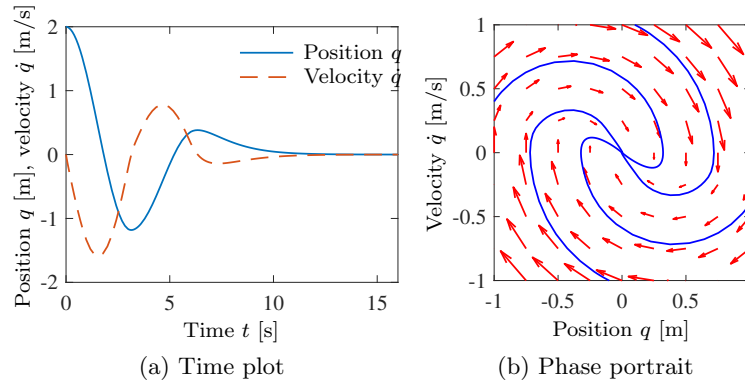 2
1
0
-1
-2
0
5
10
15
Position q [m], velocity q̇ [m/s]
Time t [s]
Position q
Velocity q̇
(a) Time plot
1
0.5
0
-0.5
-1
-1
-0.5
0
0.5
Velocity q̇ [m/s]
Position q [m]
(b) Phase portrait